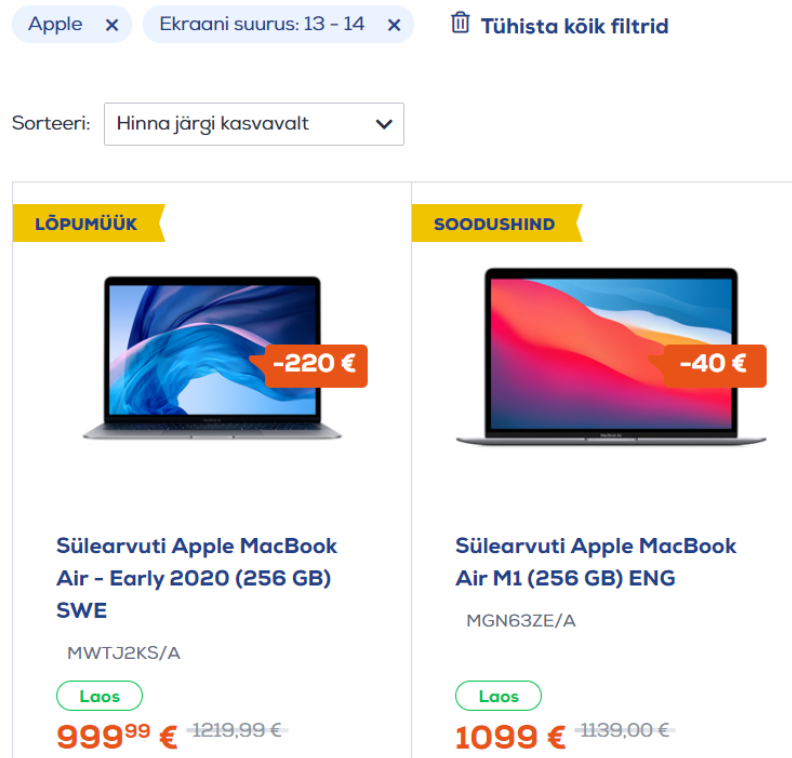 Apple ×
Ekraani suurus: 13 - 14 ×
Tühista kõik filtrid
Sorteeri:
Hinna järgi kasvavalt
LÕPUMÜÜK
-220 €
Sülearvuti Apple MacBook
Air - Early 2020 (256 GB)
SWE
MWTJ2KS/A
Laos
999⁹⁹ € 1219,99 €
SOODUSHIND
-40 €
Sülearvuti Apple MacBook
Air M1 (256 GB) ENG
MGN63ZE/A
Laos
1099 € 1139,00 €